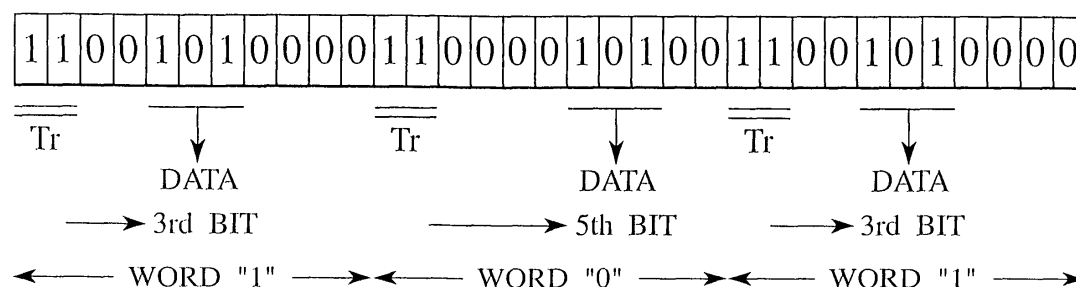 1 1 0 0 1 0 1 0 0 0 0 1 1 0 0 0 0 1 0 1 0 0 1 1 0 0 1 0 1 0 0 0 0
Tr Tr Tr
DATA DATA DATA
3rd BIT 5th BIT 3rd BIT
WORD "1" WORD "0" WORD "1"